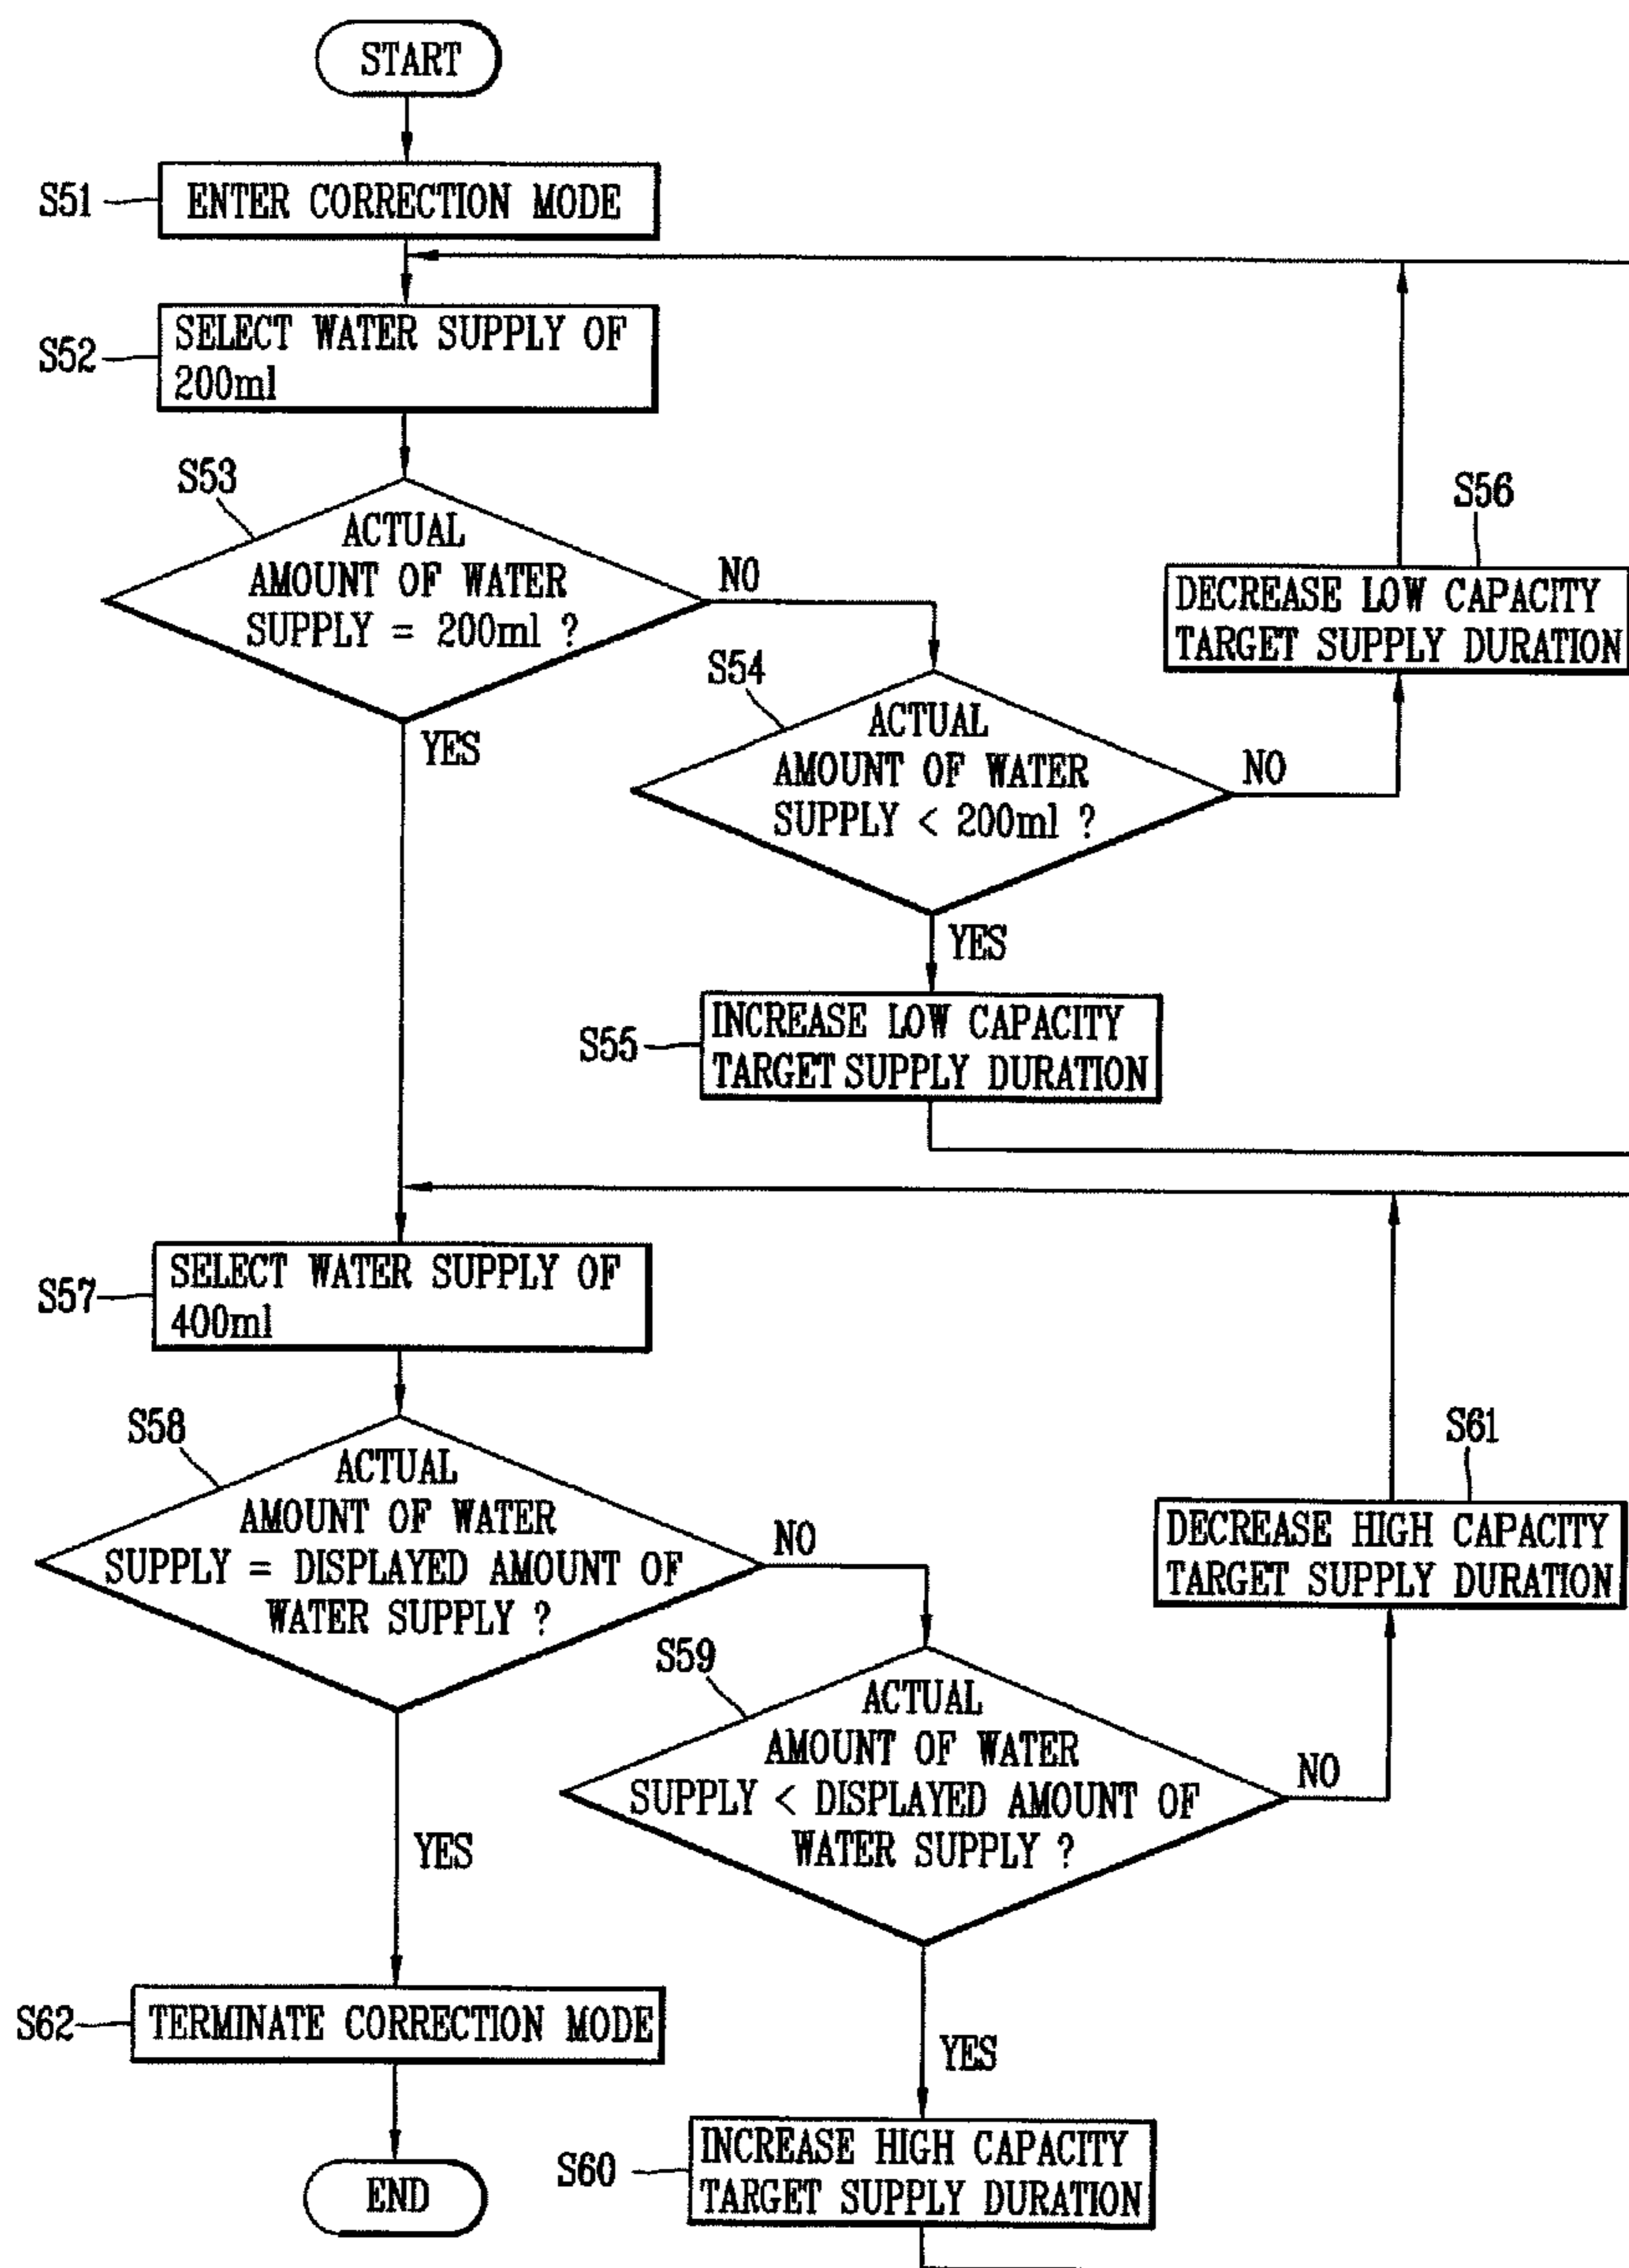 START
S51
ENTER CORRECTION MODE
S52
SELECT WATER SUPPLY OF
200ml
S53
ACTUAL
AMOUNT OF WATER
SUPPLY = 200ml ?
NO
YES
S54
ACTUAL
AMOUNT OF WATER
SUPPLY < 200ml ?
NO
YES
S56
DECREASE LOW CAPACITY
TARGET SUPPLY DURATION
S55
INCREASE LOW CAPACITY
TARGET SUPPLY DURATION
S57
SELECT WATER SUPPLY OF
400ml
S58
ACTUAL
AMOUNT OF WATER
SUPPLY = DISPLAYED AMOUNT OF
WATER SUPPLY ?
NO
YES
S59
ACTUAL
AMOUNT OF WATER
SUPPLY < DISPLAYED AMOUNT OF
WATER SUPPLY ?
NO
YES
S61
DECREASE HIGH CAPACITY
TARGET SUPPLY DURATION
S62
TERMINATE CORRECTION MODE
S60
INCREASE HIGH CAPACITY
TARGET SUPPLY DURATION
END